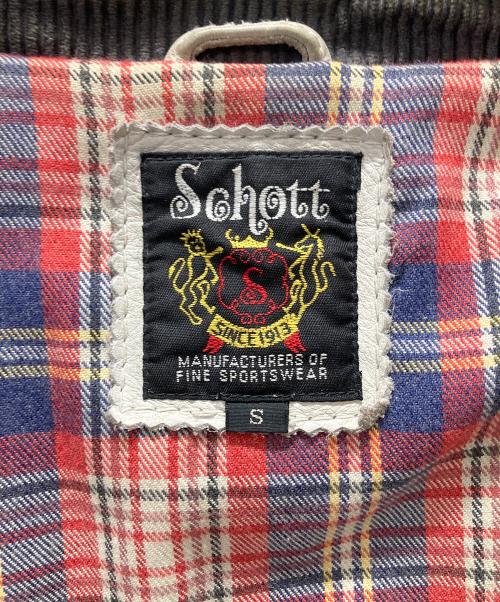 Schott
S
SINCE 1913
MANUFACTURERS OF
FINE SPORTSWEAR
S